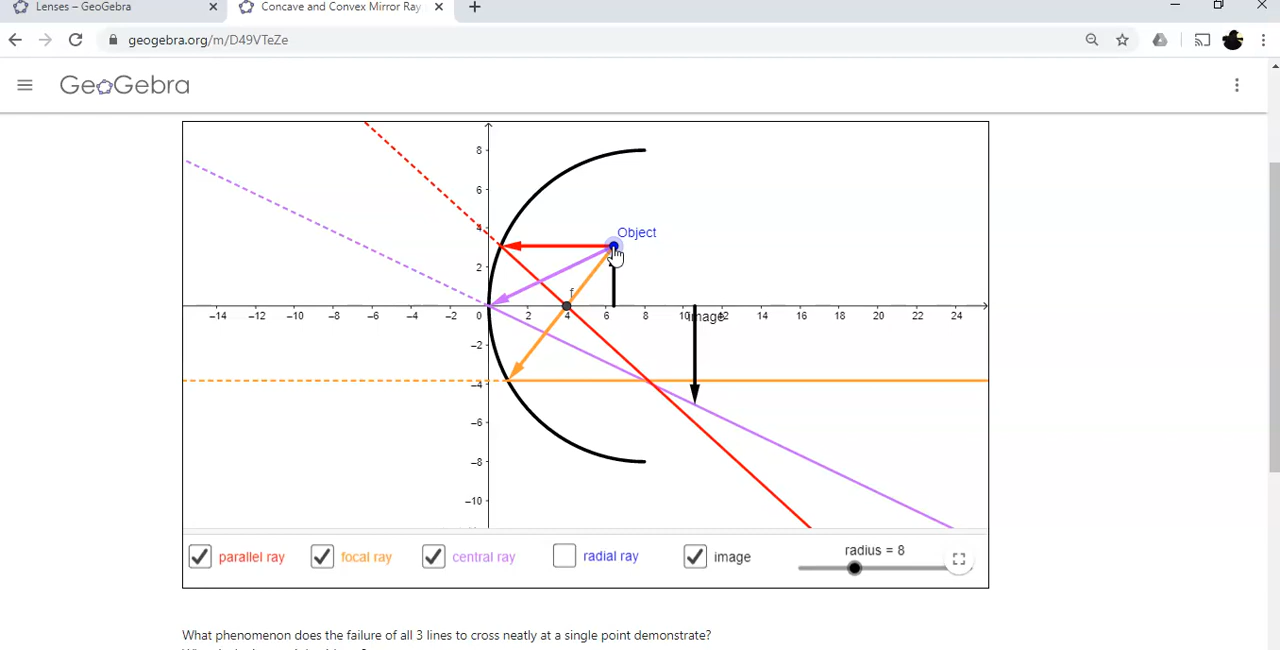 Lenses – GeoGebra
Concave and Convex Mirror Ray
geogebra.org/m/D49VTeZe
GeoGebra
8
6
4
2
Object
f
−14 −12 −10 −8 −6 −4 −2 0 2 4 6 8 10 12 14 16 18 20 22 24
image
−2
−4
−6
−8
−10
parallel ray
focal ray
central ray
radial ray
image
radius = 8
What phenomenon does the failure of all 3 lines to cross neatly at a single point demonstrate?